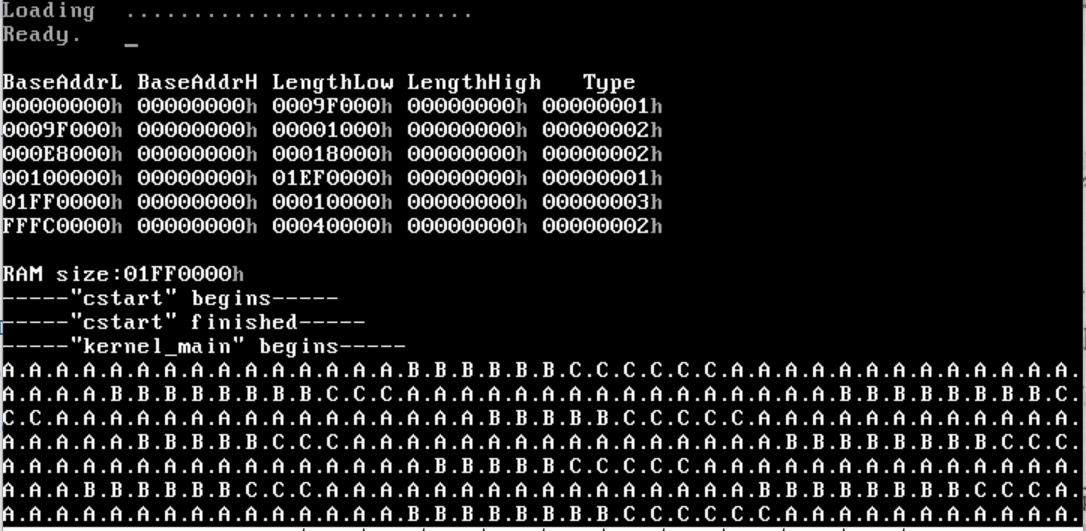 Loading ..........................
Ready.
BaseAddrL BaseAddrH LengthLow LengthHigh Type
00000000h 00000000h 0009F000h 00000000h 00000001h
0009F000h 00000000h 00001000h 00000000h 00000002h
000E8000h 00000000h 00018000h 00000000h 00000002h
00100000h 00000000h 01EF0000h 00000000h 00000001h
01FF0000h 00000000h 00010000h 00000000h 00000003h
FFFC0000h 00000000h 00040000h 00000000h 00000002h
RAM size:01FF0000h
-----"cstart" begins-----
-----"cstart" finished-----
-----"kernel_main" begins-----
A.A.A.A.A.A.A.A.A.A.A.A.A.A.A.B.B.B.B.B.B.C.C.C.C.C.C.A.A.A.A.A.A.A.A.A.A.A.A.A.
A.A.A.A.B.B.B.B.B.B.B.B.C.C.C.A.A.A.A.A.A.A.A.A.A.A.A.A.A.A.A.B.B.B.B.B.B.B.B.C.
C.C.A.A.A.A.A.A.A.A.A.A.A.A.A.A.A.A.B.B.B.B.B.C.C.C.C.C.A.A.A.A.A.A.A.A.A.A.A.A.
A.A.A.A.A.B.B.B.B.B.C.C.C.A.A.A.A.A.A.A.A.A.A.A.A.A.A.A.A.B.B.B.B.B.B.B.B.C.C.C.
A.A.A.A.A.A.A.A.A.A.A.A.A.A.A.A.B.B.B.B.B.C.C.C.C.C.A.A.A.A.A.A.A.A.A.A.A.A.A.A.
A.A.A.B.B.B.B.B.B.C.C.C.A.A.A.A.A.A.A.A.A.A.A.A.A.A.A.A.B.B.B.B.B.B.B.B.C.C.C.A.
A.A.A.A.A.A.A.A.A.A.A.A.A.A.A.B.B.B.B.B.B.B.B.C.C.C.C.C.C.A.A.A.A.A.A.A.A.A.A.A.